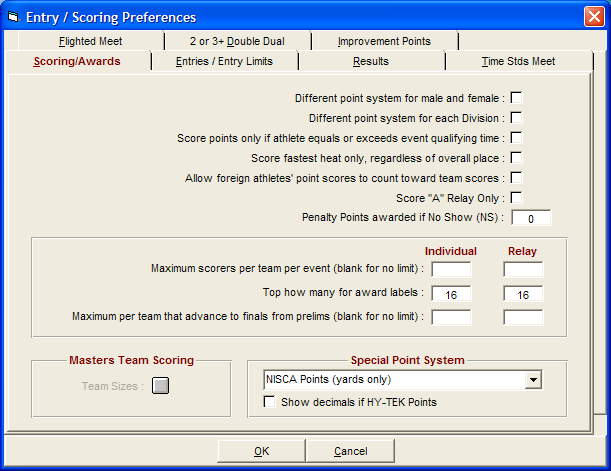 Entry / Scoring Preferences
Flighted Meet
2 or 3+ Double Dual
Improvement Points
Scoring/Awards
Entries / Entry Limits
Results
Time Stds Meet
Different point system for male and female :
Different point system for each Division :
Score points only if athlete equals or exceeds event qualifying time :
Score fastest heat only, regardless of overall place :
Allow foreign athletes' point scores to count toward team scores :
Score "A" Relay Only :
Penalty Points awarded if No Show (NS) : 0
Individual Relay
Maximum scorers per team per event (blank for no limit) :
Top how many for award labels : 16 16
Maximum per team that advance to finals from prelims (blank for no limit) :
Masters Team Scoring
Team Sizes :
Special Point System
NISCA Points (yards only)
Show decimals if HY-TEK Points
OK
Cancel